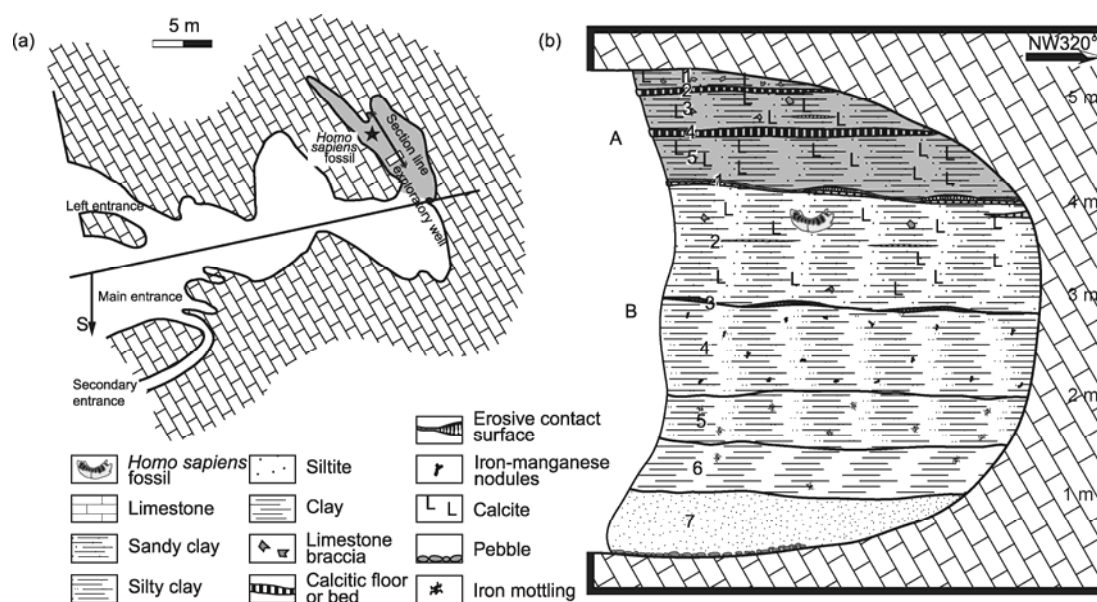 (a)
5 m
Homo
sapiens
fossil
Section line
exploratory well
Left entrance
Main entrance
S
Secondary
entrance
Homo sapiens
fossil
Limestone
Sandy clay
Silty clay
Siltite
Clay
Limestone
braccia
Calcitic floor
or bed
Erosive contact
surface
Iron-manganese
nodules
Calcite
Pebble
Iron mottling
(b)
NW320°
A
1
2
3
4
5
B
1
2
3
4
5
6
7
5 m
4 m
3 m
2 m
1 m